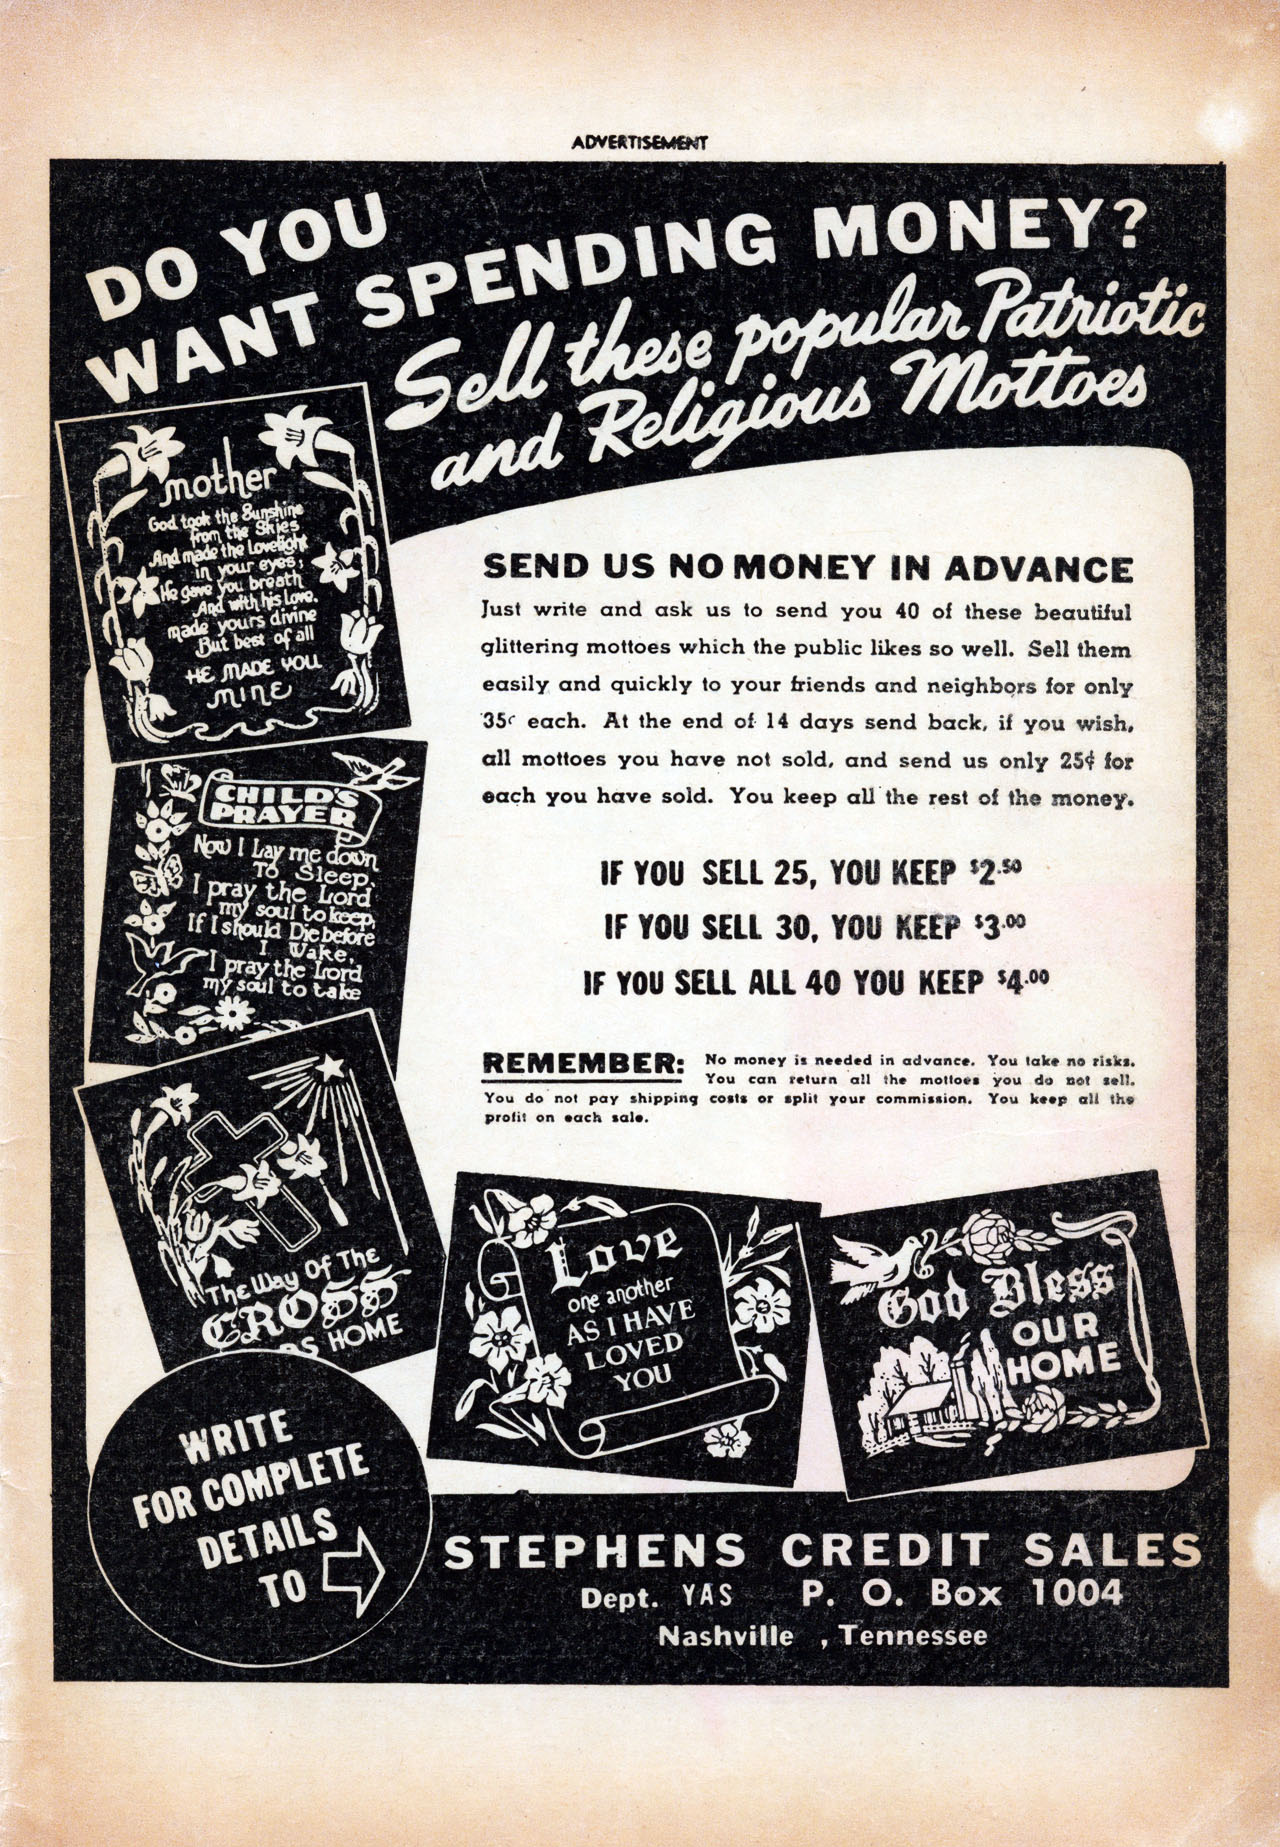 ADVERTISEMENT
DO YOU
WANT SPENDING MONEY?
Sell these popular Patriotic
and Religious Mottoes
mother
God took the Sunshine
from the Skies
And made the Lovelight
in your eyes;
He gave you breath
And with his Love.
made yours divine
But best of all
HE MADE YOU
MINE
CHILD'S
PRAYER
Now I Lay me down
To Sleep,
I pray the Lord
my soul to keep,
If I should Die before
I Wake,
I pray the Lord
my soul to take
The Way Of The
CROSS
DS HOME
SEND US NO MONEY IN ADVANCE
Just write and ask us to send you 40 of these beautiful
glittering mottoes which the public likes so well. Sell them
easily and quickly to your friends and neighbors for only
35¢ each. At the end of 14 days send back, if you wish,
all mottoes you have not sold, and send us only 25¢ for
each you have sold. You keep all the rest of the money.
IF YOU SELL 25, YOU KEEP $2.50
IF YOU SELL 30, YOU KEEP $3.00
IF YOU SELL ALL 40 YOU KEEP $4.00
REMEMBER: No money is needed in advance. You take no risks.
You can return all the mottoes you do not sell.
You do not pay shipping costs or split your commission. You keep all the
profit on each sale.
Love
one another
AS I HAVE
LOVED
YOU
God Bless
OUR
HOME
WRITE
FOR COMPLETE
DETAILS
TO
STEPHENS CREDIT SALES
Dept. YAS P. O. Box 1004
Nashville , Tennessee